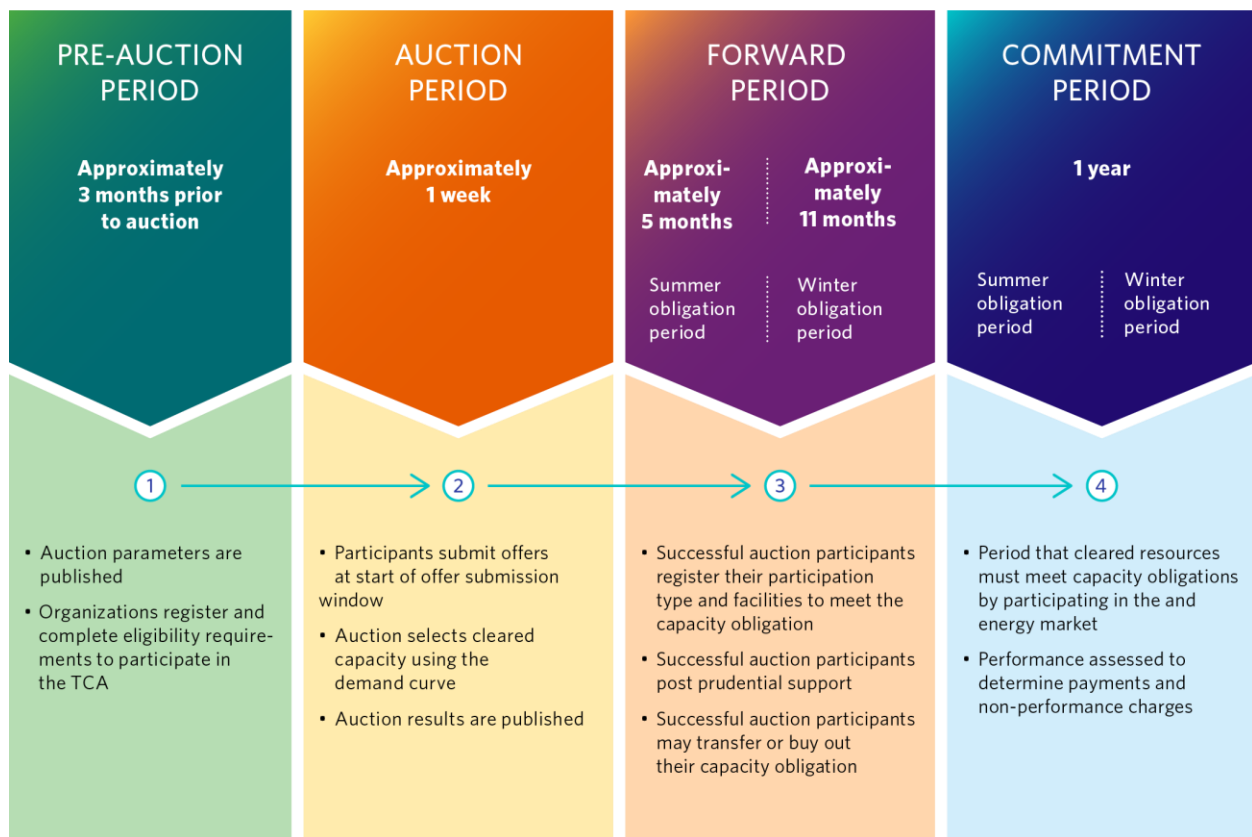 PRE-AUCTION
PERIOD
Approximately
3 months prior
to auction
AUCTION
PERIOD
Approximately
1 week
FORWARD
PERIOD
Approxi-
mately
5 months
Approxi-
mately
11 months
Summer
obligation
period
Winter
obligation
period
COMMITMENT
PERIOD
1 year
Summer
obligation
period
Winter
obligation
period
1
• Auction parameters are
published
• Organizations register and
complete eligibility require-
ments to participate in
the TCA
2
• Participants submit offers
at start of offer submission
window
• Auction selects cleared
capacity using the
demand curve
• Auction results are published
3
• Successful auction participants
register their participation
type and facilities to meet the
capacity obligation
• Successful auction participants
post prudential support
• Successful auction participants
may transfer or buy out
their capacity obligation
4
• Period that cleared resources
must meet capacity obligations
by participating in the and
energy market
• Performance assessed to
determine payments and
non-performance charges